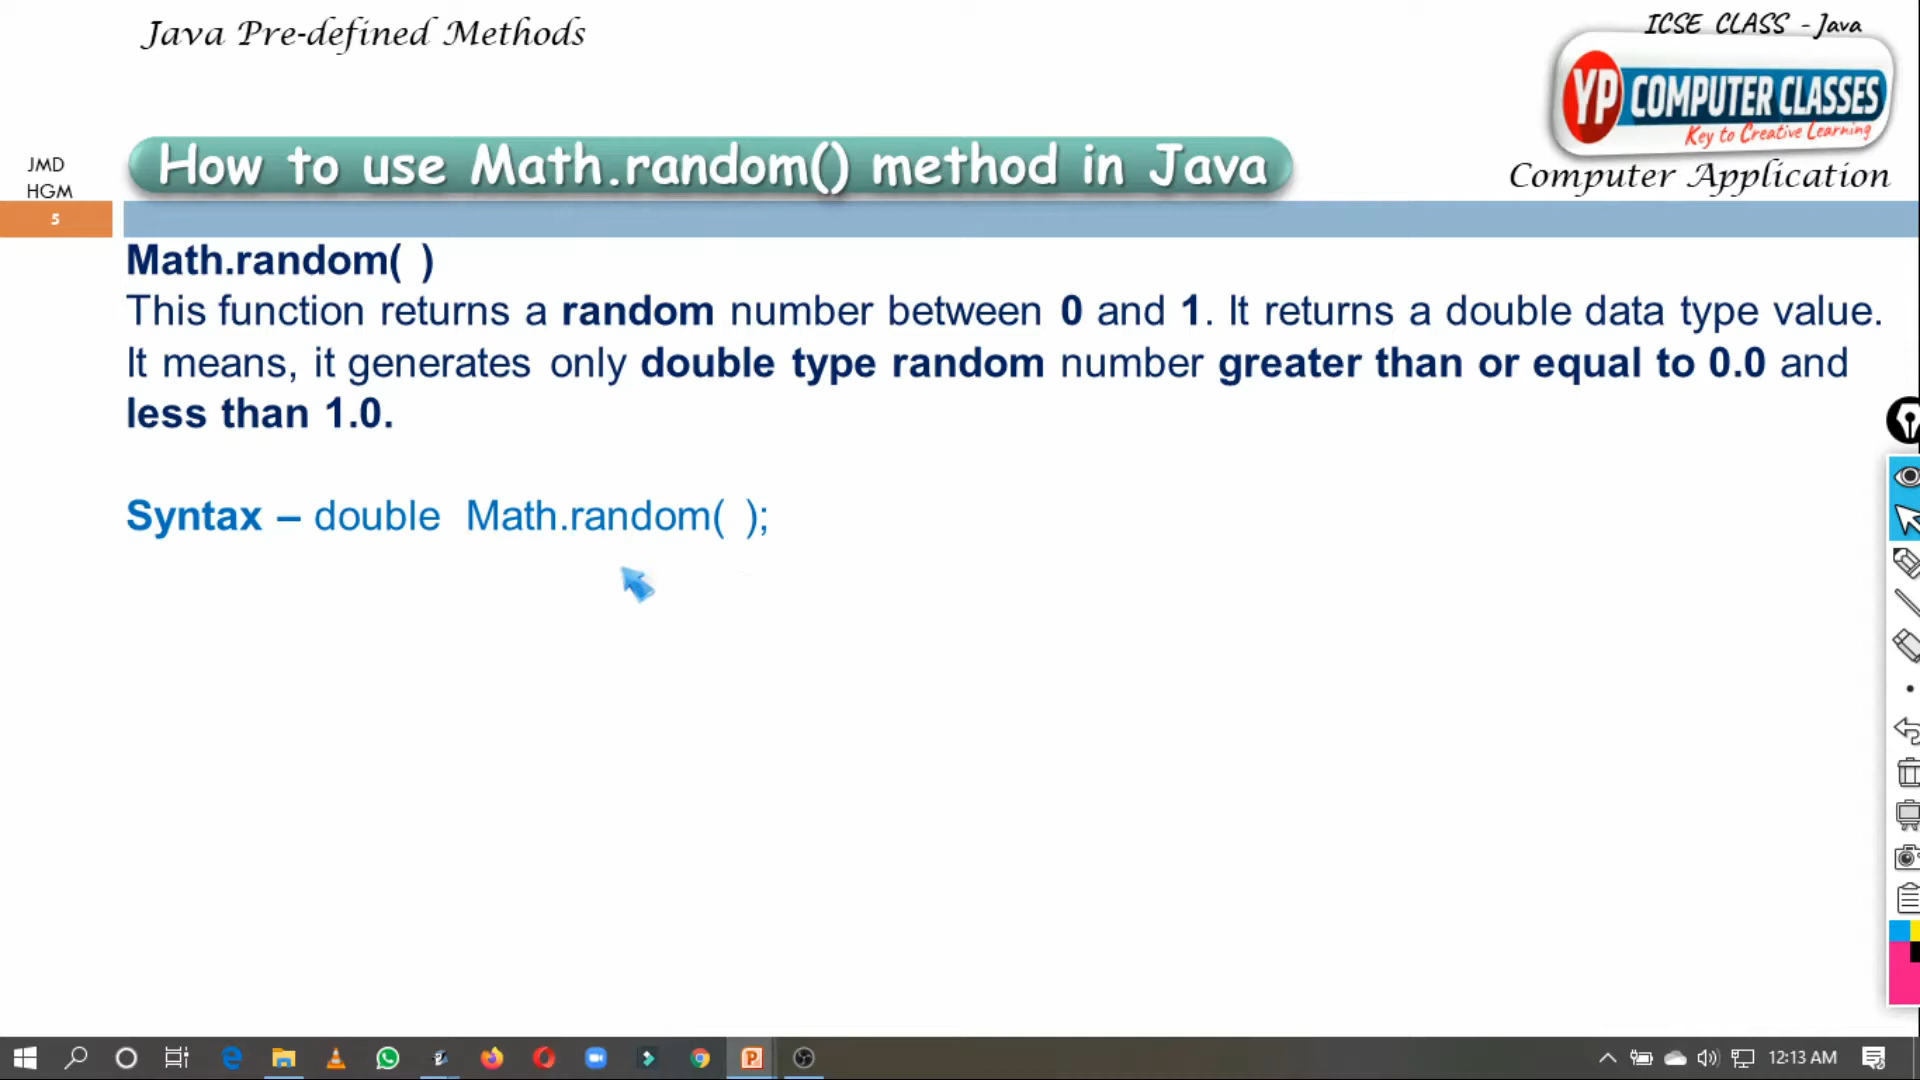 Java Pre-defined Methods
ICSE CLASS - Java
YP COMPUTER CLASSES
Key to Creative Learning
Computer Application
JMD
HGM
5
How to use Math.random() method in Java
Math.random( )
This function returns a random number between 0 and 1. It returns a double data type value.
It means, it generates only double type random number greater than or equal to 0.0 and
less than 1.0.
Syntax – double Math.random( );
12:13 AM